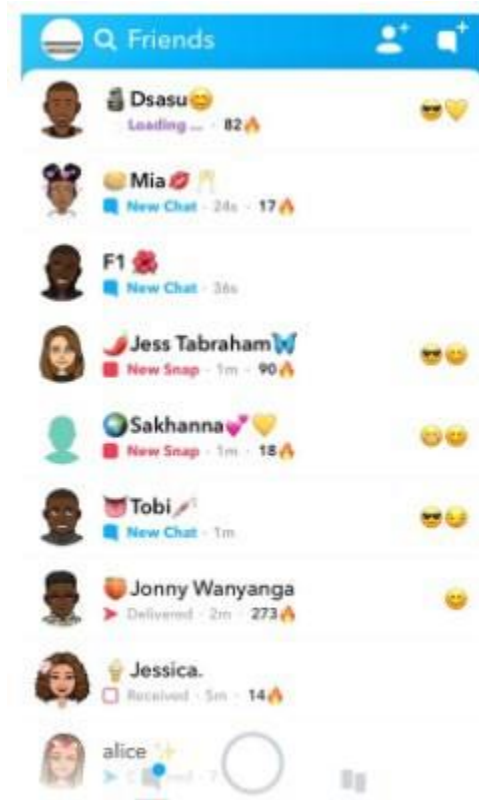 Friends
🗿Dsasu😊
Loading ... · 82🔥
Mia💋🥂
New Chat · 24s · 17🔥
F1 🌺
New Chat · 36s
🌶️Jess Tabraham🦋
New Snap · 1m · 90🔥
🌍Sakhanna💕💛
New Snap · 1m · 18🔥
👅Tobi
New Chat · 1m
🍑Jonny Wanyanga
Delivered · 2m · 273🔥
🍦Jessica.
Received · 5m · 14🔥
alice ✨